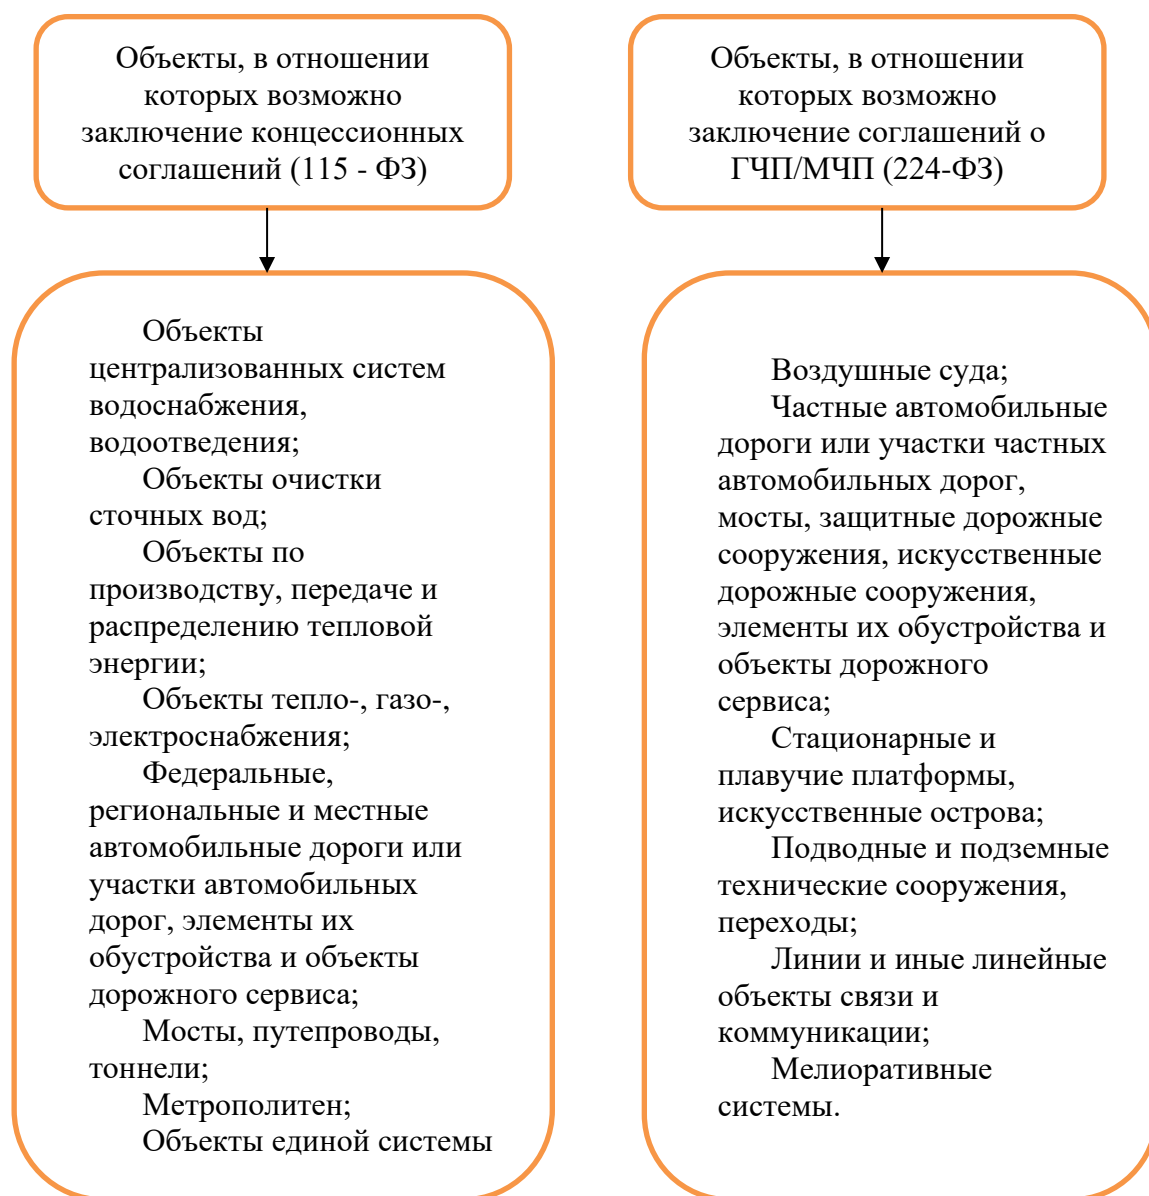 Объекты, в отношении
которых возможно
заключение концессионных
соглашений (115 - ФЗ)
Объекты
централизованных систем
водоснабжения,
водоотведения;
Объекты очистки
сточных вод;
Объекты по
производству, передаче и
распределению тепловой
энергии;
Объекты тепло-, газо-,
электроснабжения;
Федеральные,
региональные и местные
автомобильные дороги или
участки автомобильных
дорог, элементы их
обустройства и объекты
дорожного сервиса;
Мосты, путепроводы,
тоннели;
Метрополитен;
Объекты единой системы
Объекты, в отношении
которых возможно
заключение соглашений о
ГЧП/МЧП (224-ФЗ)
Воздушные суда;
Частные автомобильные
дороги или участки частных
автомобильных дорог,
мосты, защитные дорожные
сооружения, искусственные
дорожные сооружения,
элементы их обустройства и
объекты дорожного
сервиса;
Стационарные и
плавучие платформы,
искусственные острова;
Подводные и подземные
технические сооружения,
переходы;
Линии и иные линейные
объекты связи и
коммуникации;
Мелиоративные
системы.